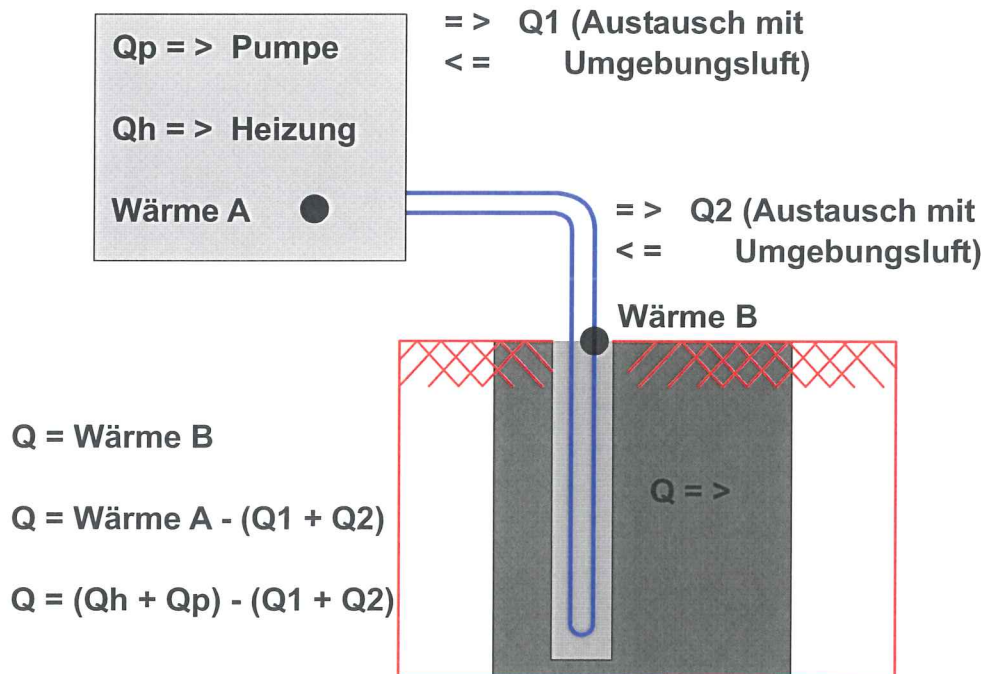 Qp = > Pumpe
Qh = > Heizung
Wärme A
= > Q1 (Austausch mit
< = Umgebungsluft)
= > Q2 (Austausch mit
< = Umgebungsluft)
Wärme B
Q = >
Q = Wärme B
Q = Wärme A - (Q1 + Q2)
Q = (Qh + Qp) - (Q1 + Q2)